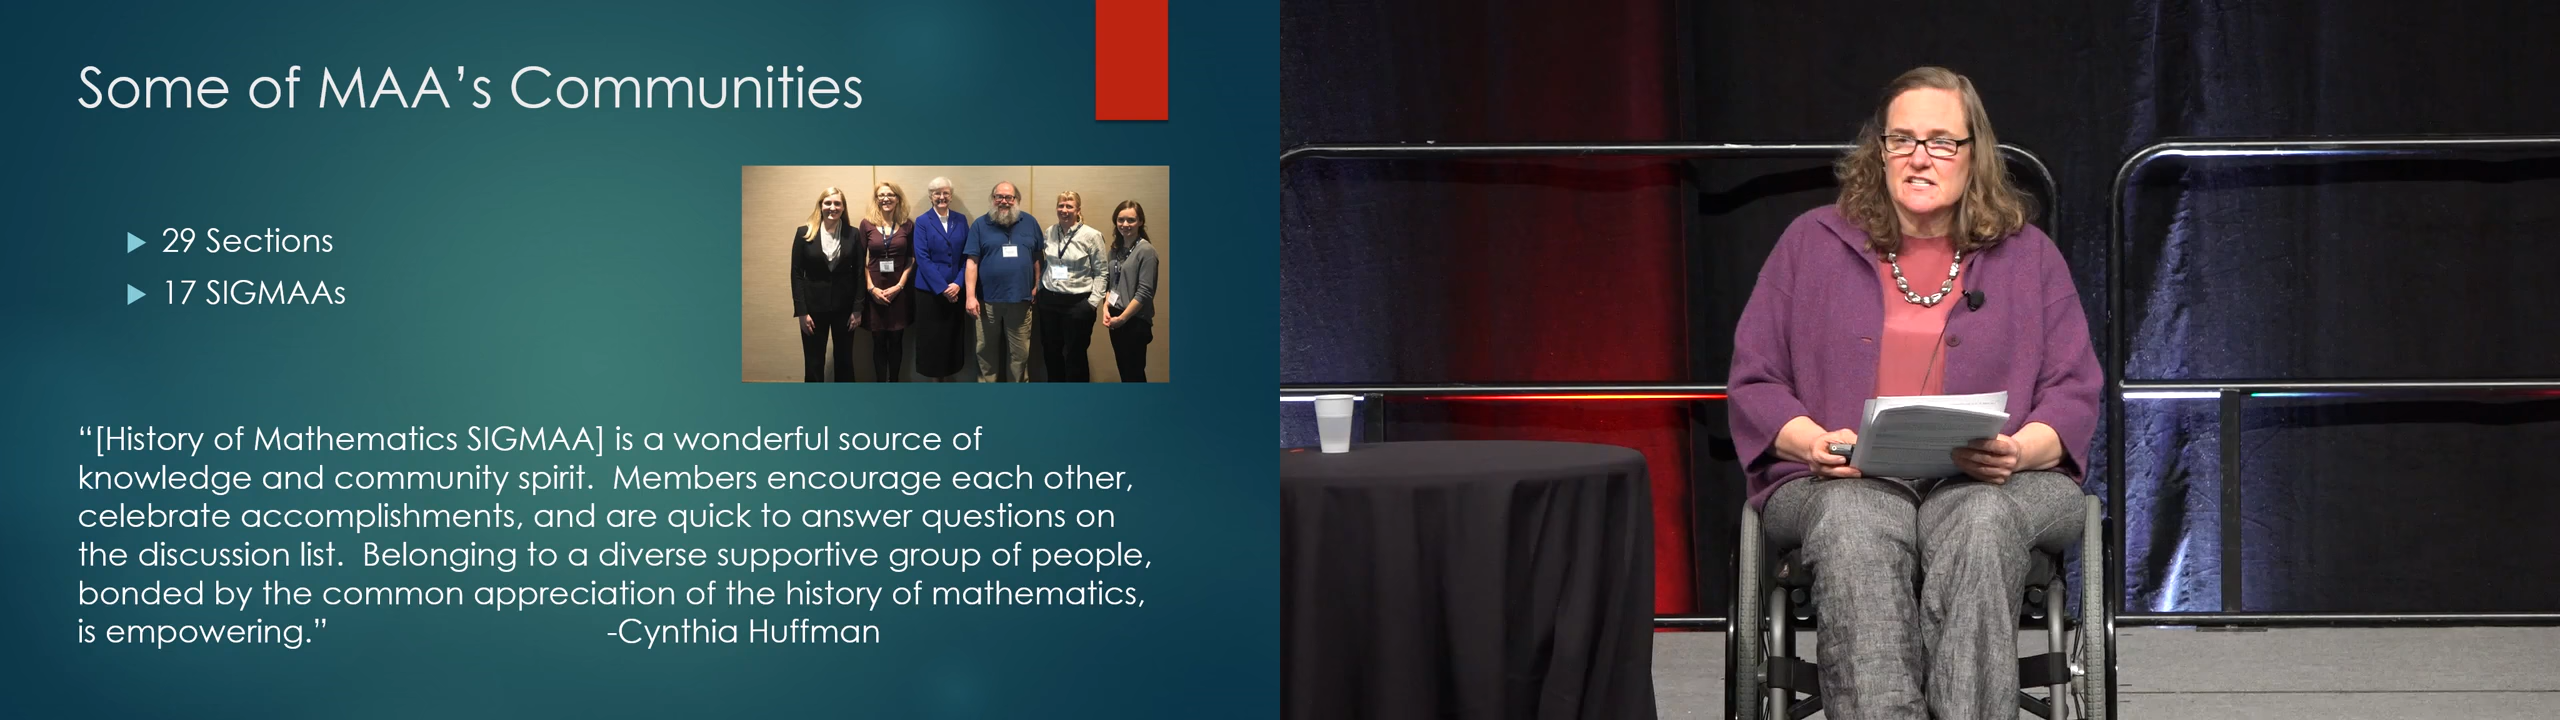 Some of MAA’s Communities
29 Sections
17 SIGMAAs
“[History of Mathematics SIGMAA] is a wonderful source of
knowledge and community spirit.  Members encourage each other,
celebrate accomplishments, and are quick to answer questions on
the discussion list.  Belonging to a diverse supportive group of people,
bonded by the common appreciation of the history of mathematics,
is empowering.” -Cynthia Huffman